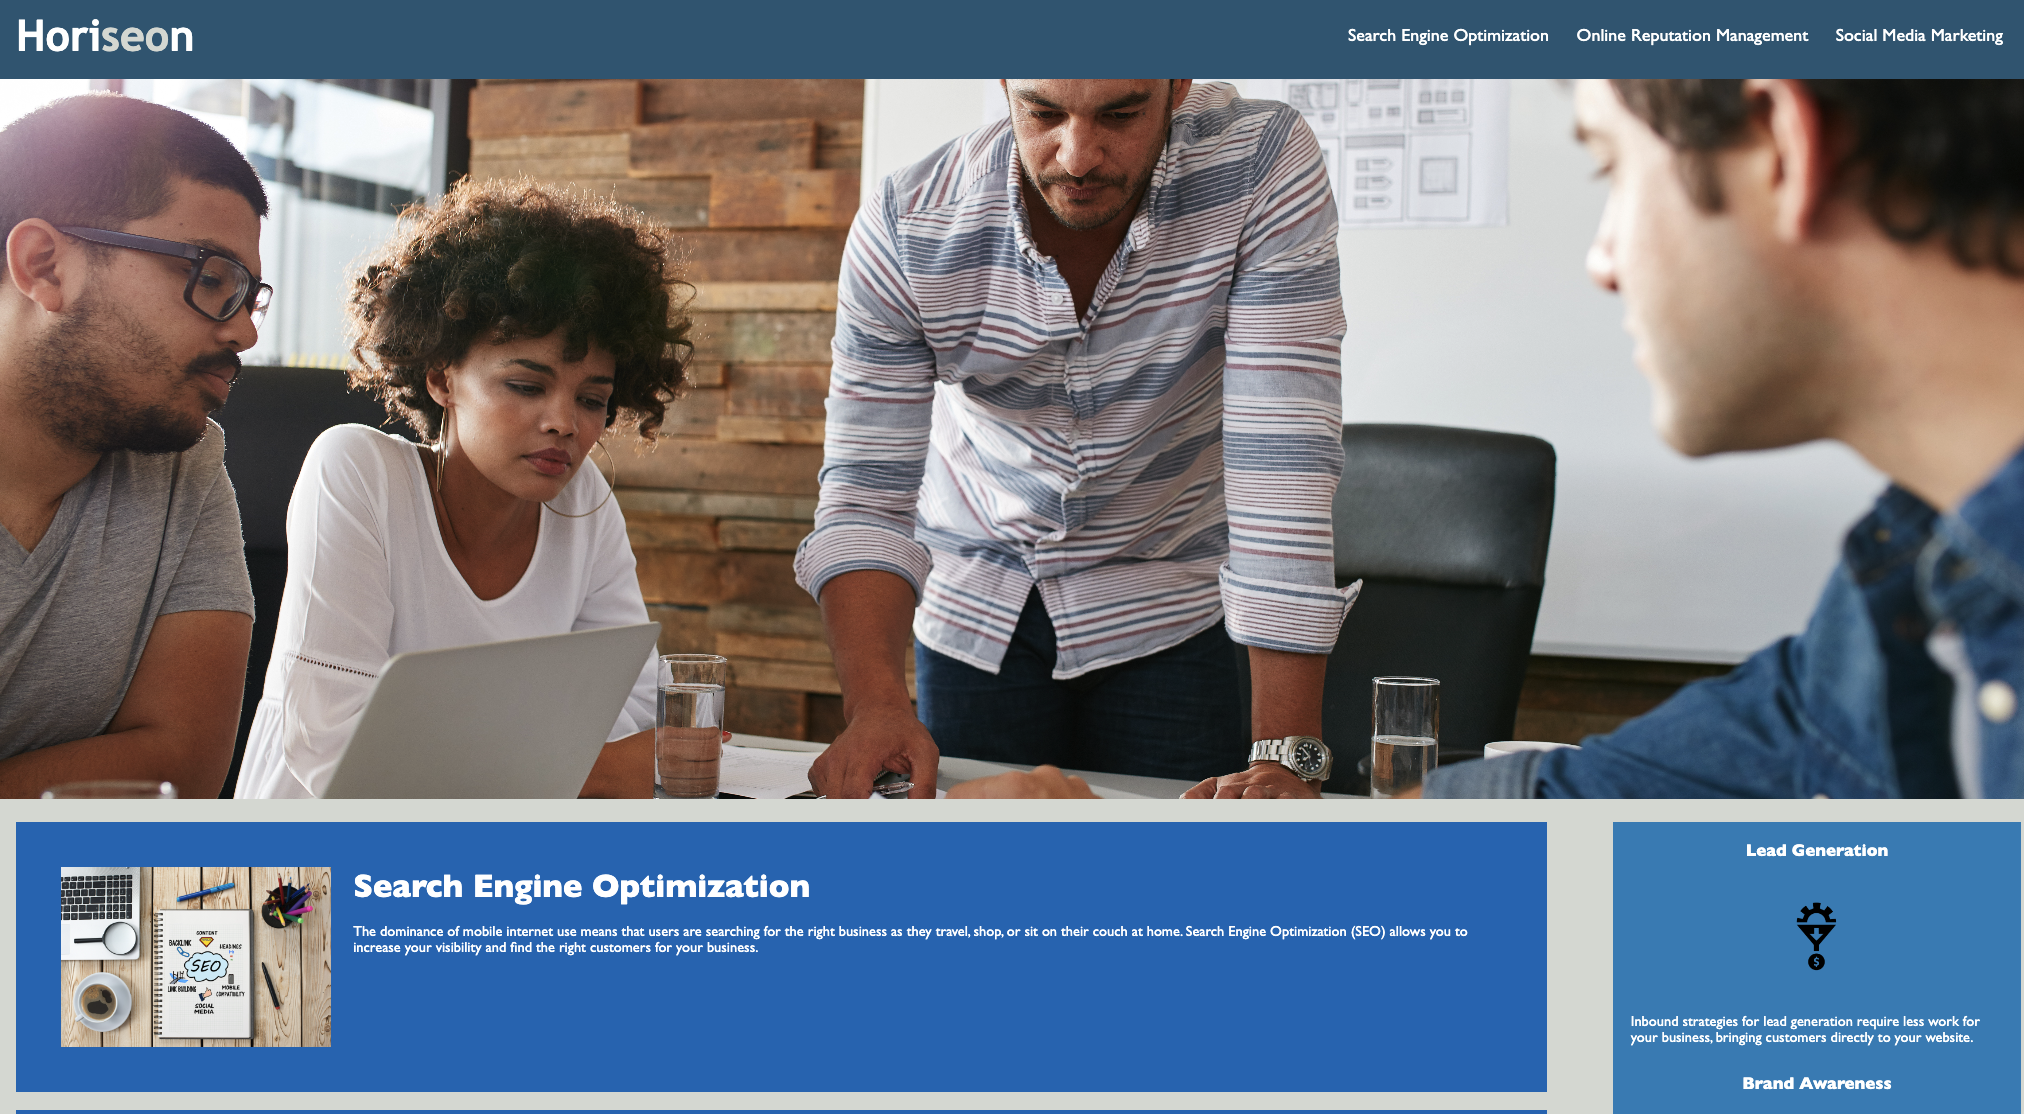 Horiseon
Search Engine Optimization
Online Reputation Management
Social Media Marketing
Search Engine Optimization
The dominance of mobile internet use means that users are searching for the right business as they travel, shop, or sit on their couch at home. Search Engine Optimization (SEO) allows you to
increase your visibility and find the right customers for your business.
CONTENT
BACKLINK
HEADINGS
SEO
LINK BUILDING
MOBILE
COMPATIBILITY
SOCIAL
MEDIA
Lead Generation
$
Inbound strategies for lead generation require less work for
your business, bringing customers directly to your website.
Brand Awareness